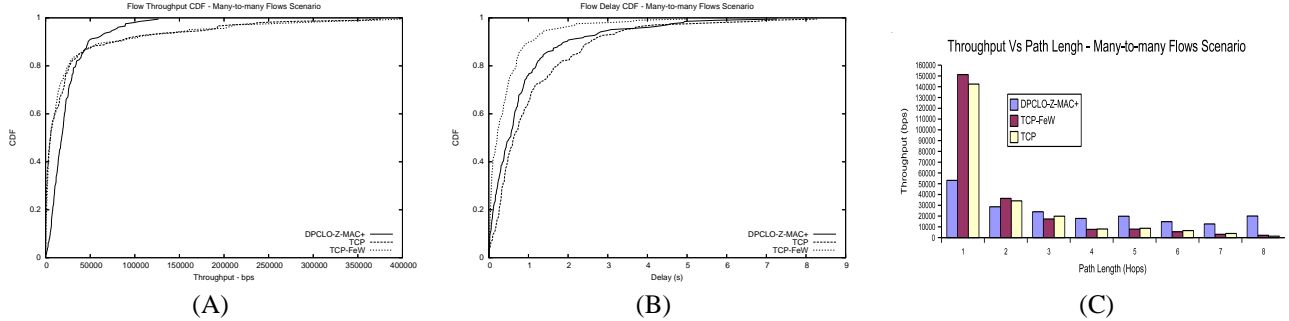 Flow Throughput CDF - Many-to-many Flows Scenario
1
0.8
0.6
0.4
0.2
0
CDF
0
50000
100000
150000
200000
250000
300000
350000
400000
Throughput - bps
DPCLO-Z-MAC+
TCP
TCP-FeW
(A)
Flow Delay CDF - Many-to-many Flows Scenario
1
0.8
0.6
0.4
0.2
0
CDF
0
1
2
3
4
5
6
7
8
9
Delay (s)
DPCLO-Z-MAC+
TCP
TCP-FeW
(B)
Throughput Vs Path Lengh - Many-to-many Flows Scenario
160000
150000
140000
130000
120000
110000
100000
90000
80000
70000
60000
50000
40000
30000
20000
10000
0
Throughput (bps)
DPCLO-Z-MAC+
TCP-FeW
TCP
1
2
3
4
5
6
7
8
Path Length (Hops)
(C)